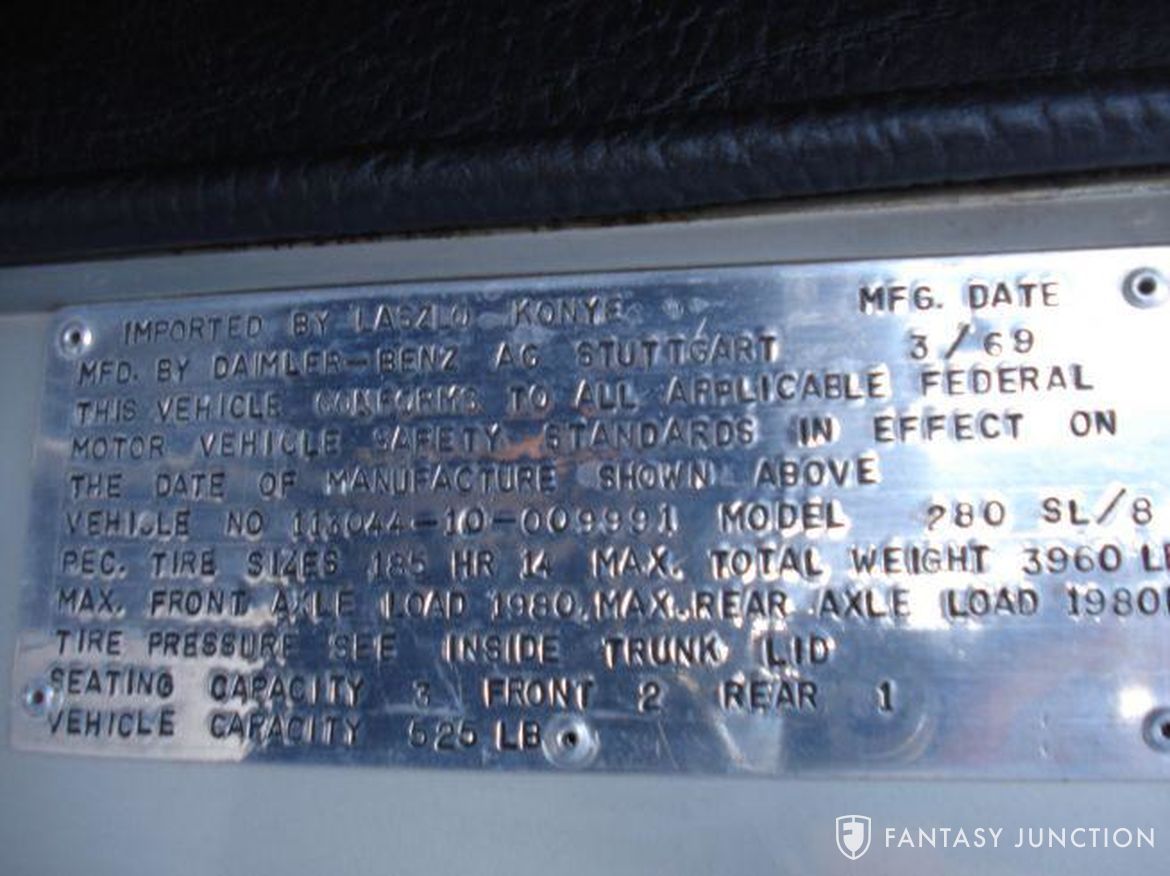 IMPORTED BY LASZLO KONYE MFG. DATE
MFD. BY DAIMLER-BENZ AG STUTTGART 3/69
THIS VEHICLE CONFORMS TO ALL APPLICABLE FEDERAL
MOTOR VEHICLE SAFETY STANDARDS IN EFFECT ON
THE DATE OF MANUFACTURE SHOWN ABOVE
VEHICLE NO 113044-10-009991 MODEL 280 SL/8
REC. TIRE SIZES 185 HR 14 MAX. TOTAL WEIGHT 3960 LB
MAX. FRONT AXLE LOAD 1980. MAX. REAR AXLE LOAD 1980
TIRE PRESSURE SEE INSIDE TRUNK LID
SEATING CAPACITY 3 FRONT 2 REAR 1
VEHICLE CAPACITY 525 LB
FANTASY JUNCTION